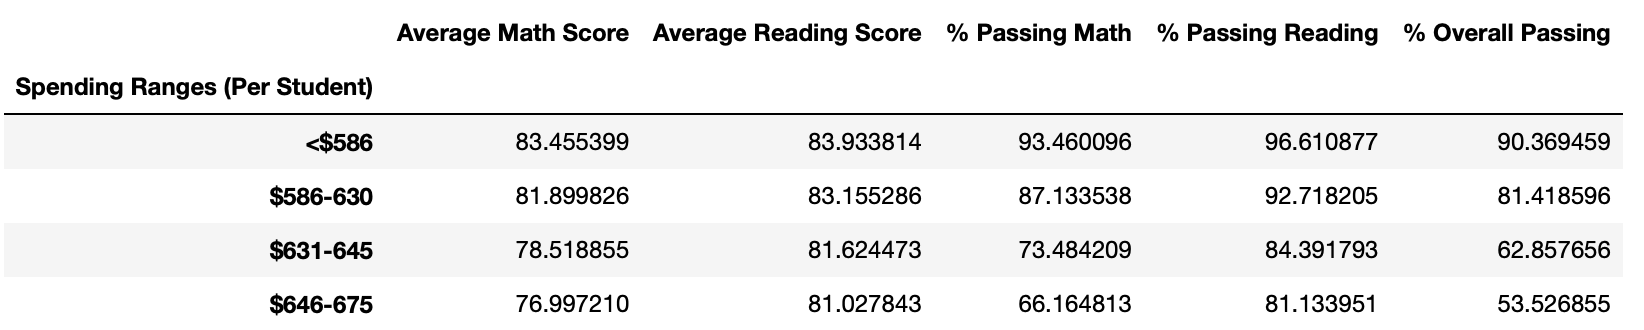 Average Math Score Average Reading Score % Passing Math % Passing Reading % Overall Passing
Spending Ranges (Per Student)
<$586 83.455399 83.933814 93.460096 96.610877 90.369459
$586-630 81.899826 83.155286 87.133538 92.718205 81.418596
$631-645 78.518855 81.624473 73.484209 84.391793 62.857656
$646-675 76.997210 81.027843 66.164813 81.133951 53.526855